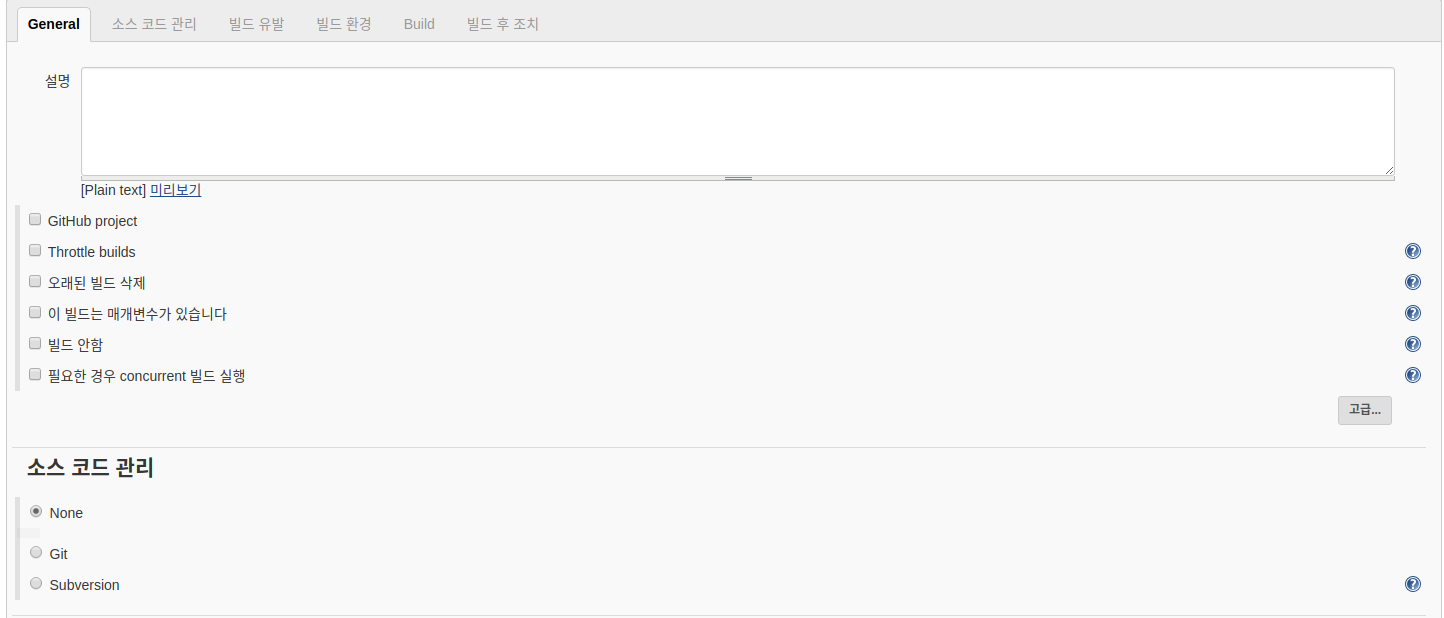 General 소스 코드 관리 빌드 유발 빌드 환경 Build 빌드 후 조치
설명
[Plain text] 미리보기
GitHub project
Throttle builds
오래된 빌드 삭제
이 빌드는 매개변수가 있습니다
빌드 안함
필요한 경우 concurrent 빌드 실행
고급...
소스 코드 관리
None
Git
Subversion